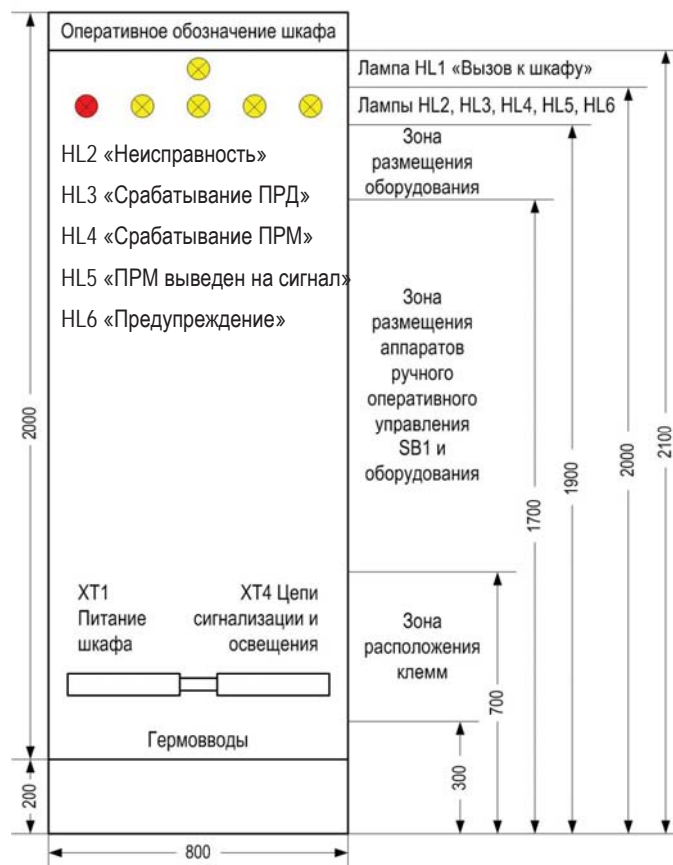 Оперативное обозначение шкафа
Лампа HL1 «Вызов к шкафу»
Лампы HL2, HL3, HL4, HL5, HL6
HL2 «Неисправность»
HL3 «Срабатывание ПРД»
HL4 «Срабатывание ПРМ»
HL5 «ПРМ выведен на сигнал»
HL6 «Предупреждение»
Зона
размещения
оборудования
Зона
размещения
аппаратов
ручного
оперативного
управления
SB1 и
оборудования
XT1
Питание
шкафа
XT4 Цепи
сигнализации и
освещения
Зона
расположения
клемм
Гермовводы
2000
200
800
300
700
1700
1900
2000
2100